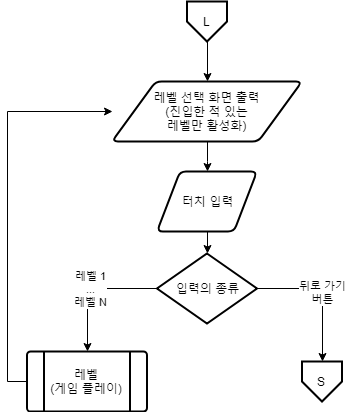 L
레벨 선택 화면 출력
(진입한 적 있는
레벨만 활성화)
터치 입력
입력의 종류
레벨 1
...
레벨 N
뒤로 가기
버튼
레벨
(게임 플레이)
S